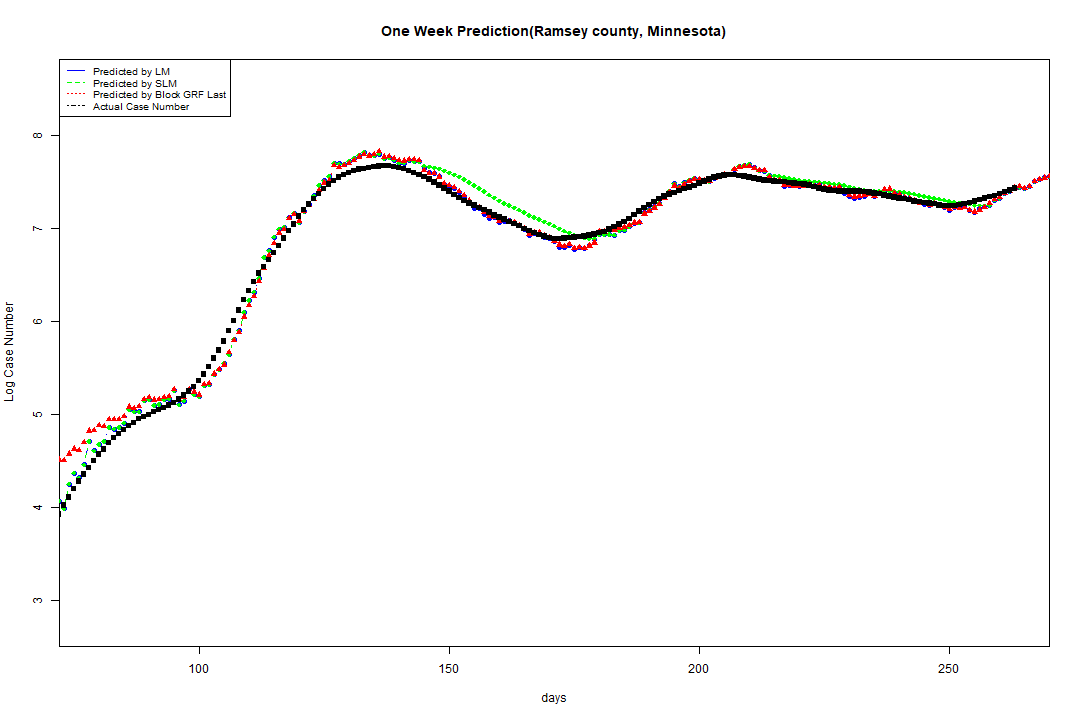 One Week Prediction(Ramsey county, Minnesota)
Predicted by LM
Predicted by SLM
Predicted by Block GRF Last
Actual Case Number
8
7
6
5
4
3
Log Case Number
100 150 200 250
days